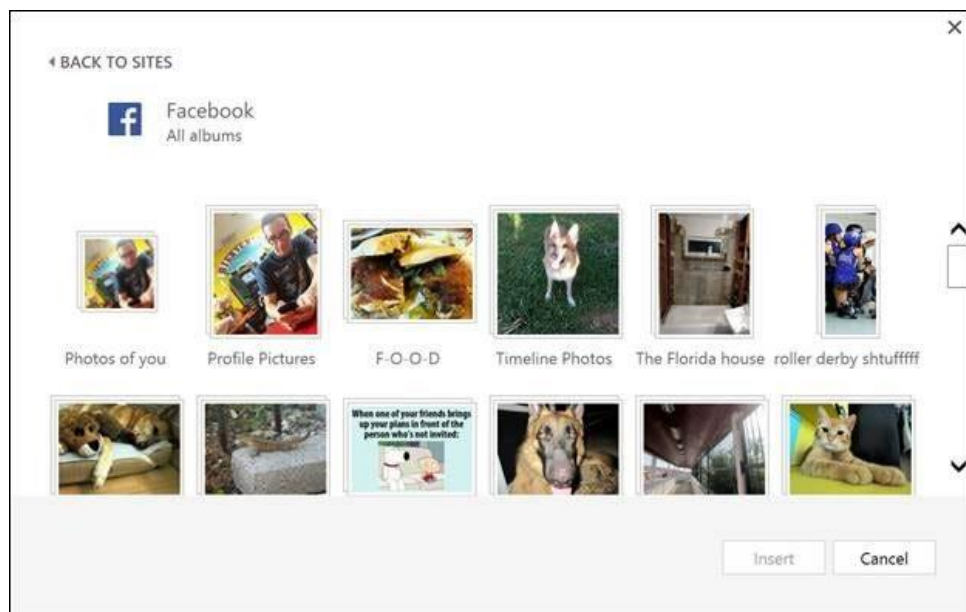 BACK TO SITES
Facebook
All albums
Photos of you
Profile Pictures
F-O-O-D
Timeline Photos
The Florida house
roller derby shtufffff
When one of your friends brings
up your plans in front of the
person who's not invited:
Insert
Cancel